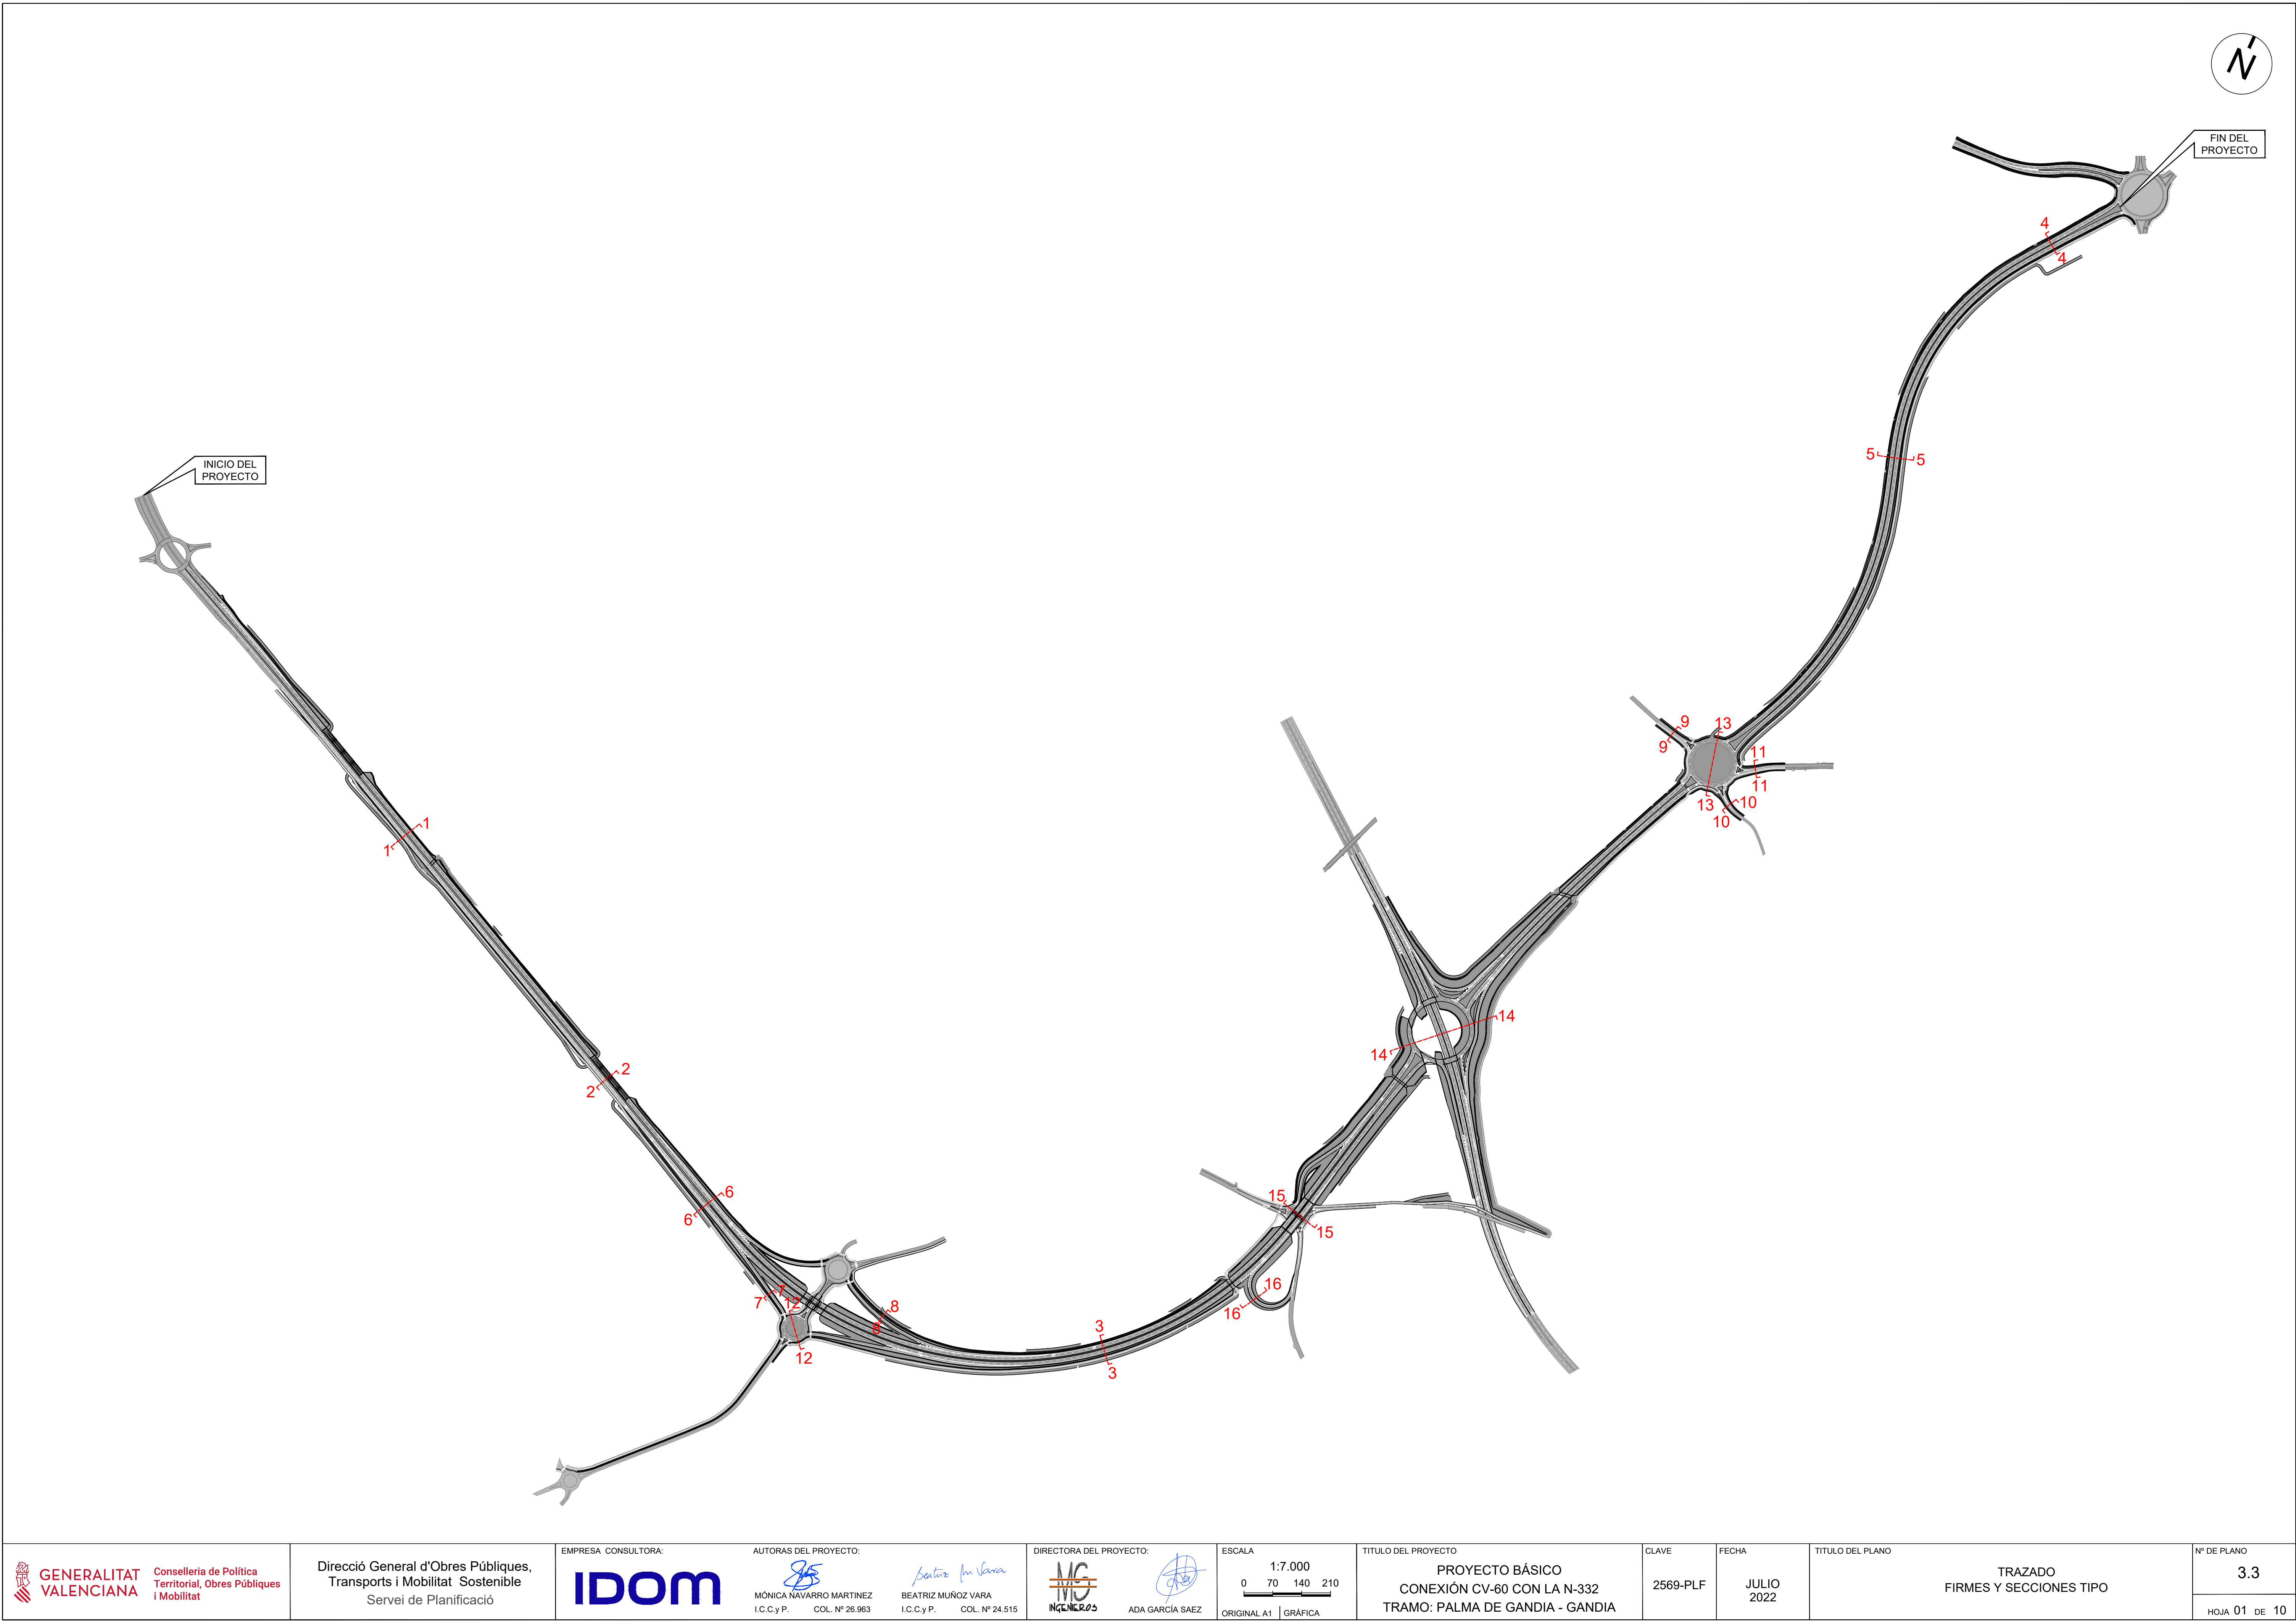 N
FIN DEL
PROYECTO
4
4
INICIO DEL
PROYECTO
5
5
9
13
9
11
11
13
10
10
1
1
14
14
2
2
6
6
15
15
7
7
12
16
16
8
8
3
3
12
GENERALITAT
VALENCIANA
Conselleria de Política
Territorial, Obres Públiques
i Mobilitat
Direcció General d'Obres Públiques,
Transports i Mobilitat Sostenible
Servei de Planificació
EMPRESA CONSULTORA:
IDOM
AUTORAS DEL PROYECTO:
MÓNICA NAVARRO MARTINEZ
I.C.C.y P. COL. Nº 26.963
Beatriz M Vara
BEATRIZ MUÑOZ VARA
I.C.C.y P. COL. Nº 24.515
DIRECTORA DEL PROYECTO:
MG
INGENIEROS
ADA GARCÍA SAEZ
ESCALA
1:7.000
0 70 140 210
ORIGINAL A1 GRÁFICA
TITULO DEL PROYECTO
PROYECTO BÁSICO
CONEXIÓN CV-60 CON LA N-332
TRAMO: PALMA DE GANDIA - GANDIA
CLAVE
2569-PLF
FECHA
JULIO
2022
TITULO DEL PLANO
TRAZADO
FIRMES Y SECCIONES TIPO
Nº DE PLANO
3.3
HOJA 01 DE 10